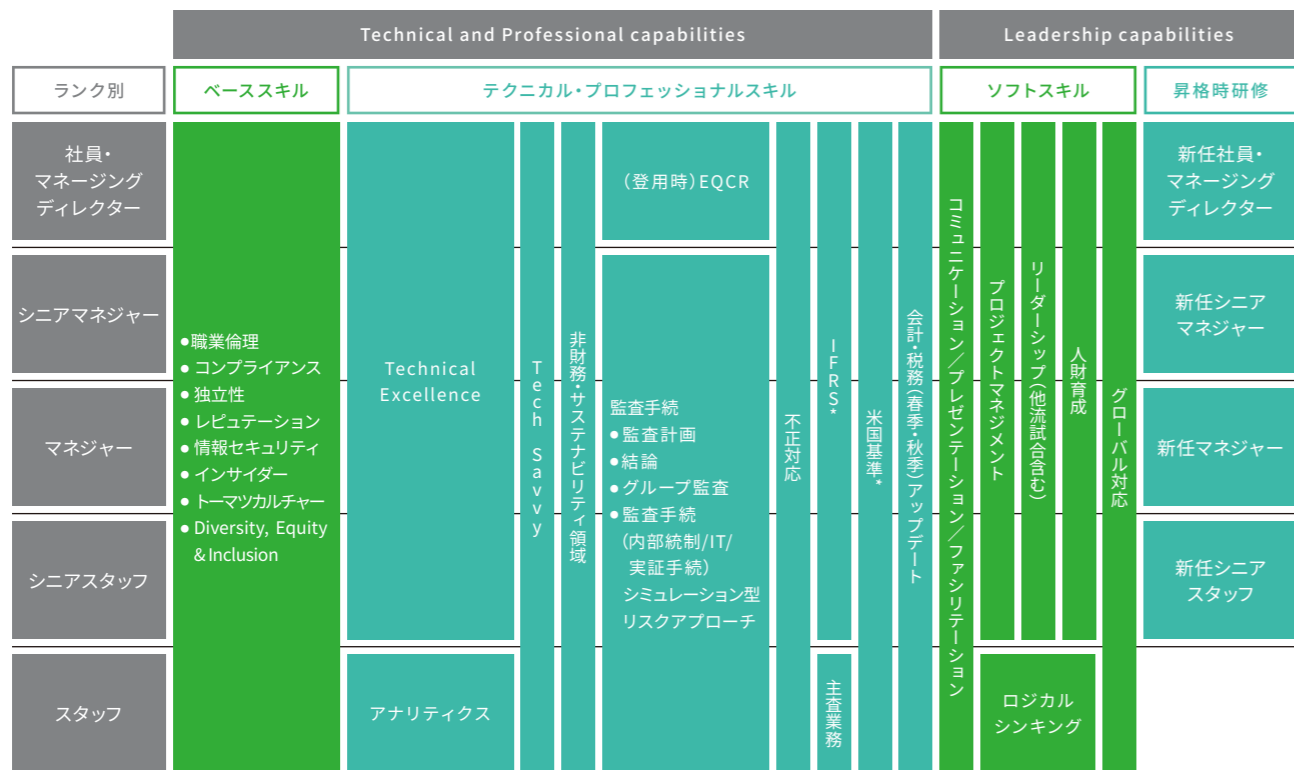 Technical and Professional capabilities
Leadership capabilities
ランク別
ベーススキル
テクニカル・プロフェッショナルスキル
ソフトスキル
昇格時研修
社員・
マネージング
ディレクター
シニアマネジャー
マネジャー
シニアスタッフ
スタッフ
●職業倫理
●コンプライアンス
●独立性
●レピュテーション
●情報セキュリティ
●インサイダー
●トーマツカルチャー
●Diversity, Equity
&Inclusion
Technical
Excellence
アナリティクス
Tech Savvy
非財務・サステナビリティ領域
（登用時）EQCR
監査手続
●監査計画
●結論
●グループ監査
●監査手続
（内部統制/IT/
実証手続）
シミュレーション型
リスクアプローチ
不正対応
IFRS*
主査業務
米国基準*
会計・税務（春季・秋季）アップデート
コミュニケーション／プレゼンテーション／ファシリテーション
プロジェクトマネジメント
リーダーシップ（他流試合含む）
人財育成
ロジカル
シンキング
グローバル対応
新任社員・
マネージング
ディレクター
新任シニア
マネジャー
新任マネジャー
新任シニア
スタッフ